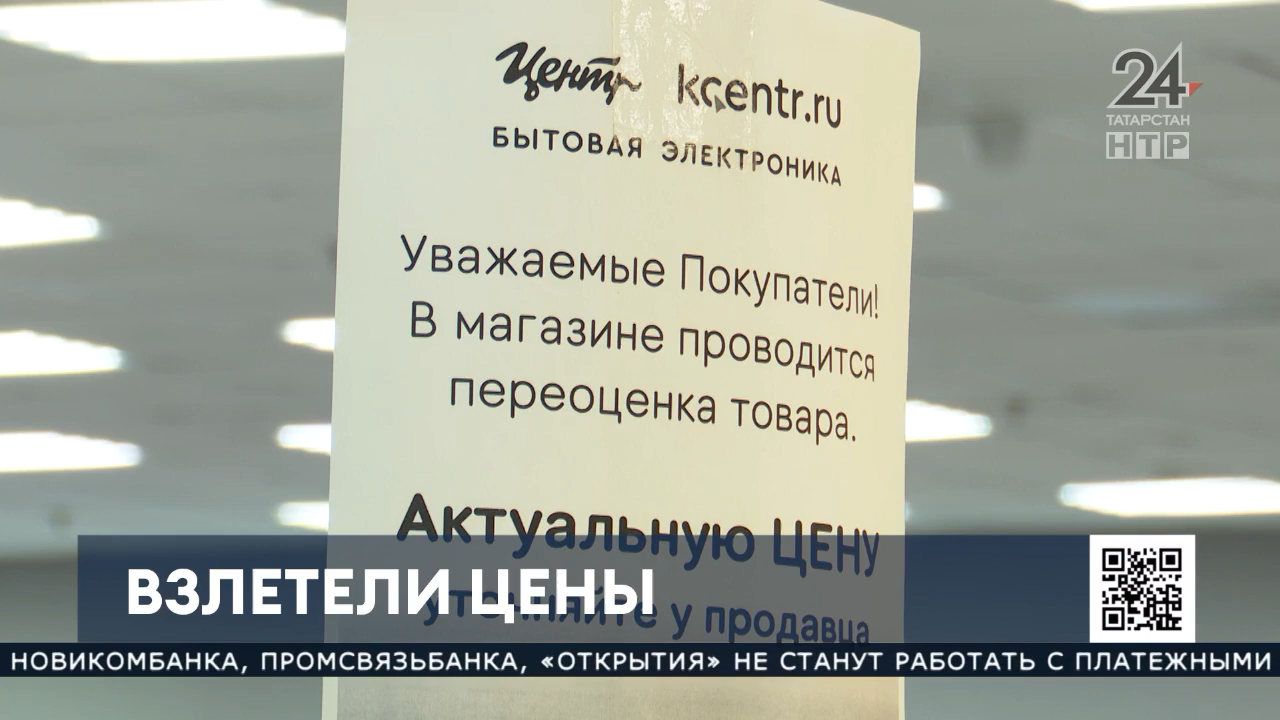 Центр kcentr.ru
БЫТОВАЯ ЭЛЕКТРОНИКА
24
ТАТАРСТАН
НТР
Уважаемые Покупатели!
В магазине проводится
переоценка товара.
Актуальную ЦЕНУ
уточняйте у продавца
ВЗЛЕТЕЛИ ЦЕНЫ
НОВИКОМБАНКА, ПРОМСВЯЗЬБАНКА, «ОТКРЫТИЯ» НЕ СТАНУТ РАБОТАТЬ С ПЛАТЕЖНЫМИ